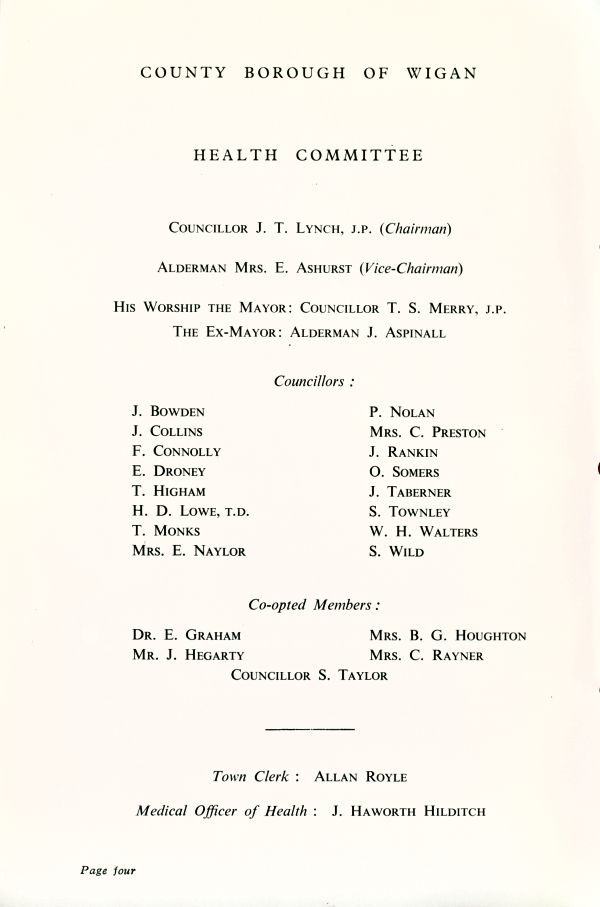 COUNTY BOROUGH OF WIGAN
HEALTH COMMITTEE
COUNCILLOR J. T. LYNCH, J.P. (Chairman)
ALDERMAN MRS. E. ASHURST (Vice-Chairman)
HIS WORSHIP THE MAYOR: COUNCILLOR T. S. MERRY, J.P.
THE EX-MAYOR: ALDERMAN J. ASPINALL
Councillors :
J. BOWDEN
J. COLLINS
F. CONNOLLY
E. DRONEY
T. HIGHAM
H. D. LOWE, T.D.
T. MONKS
MRS. E. NAYLOR
P. NOLAN
MRS. C. PRESTON
J. RANKIN
O. SOMERS
J. TABERNER
S. TOWNLEY
W. H. WALTERS
S. WILD
Co-opted Members :
DR. E. GRAHAM
MR. J. HEGARTY
MRS. B. G. HOUGHTON
MRS. C. RAYNER
COUNCILLOR S. TAYLOR
Town Clerk : ALLAN ROYLE
Medical Officer of Health : J. HAWORTH HILDITCH
Page four